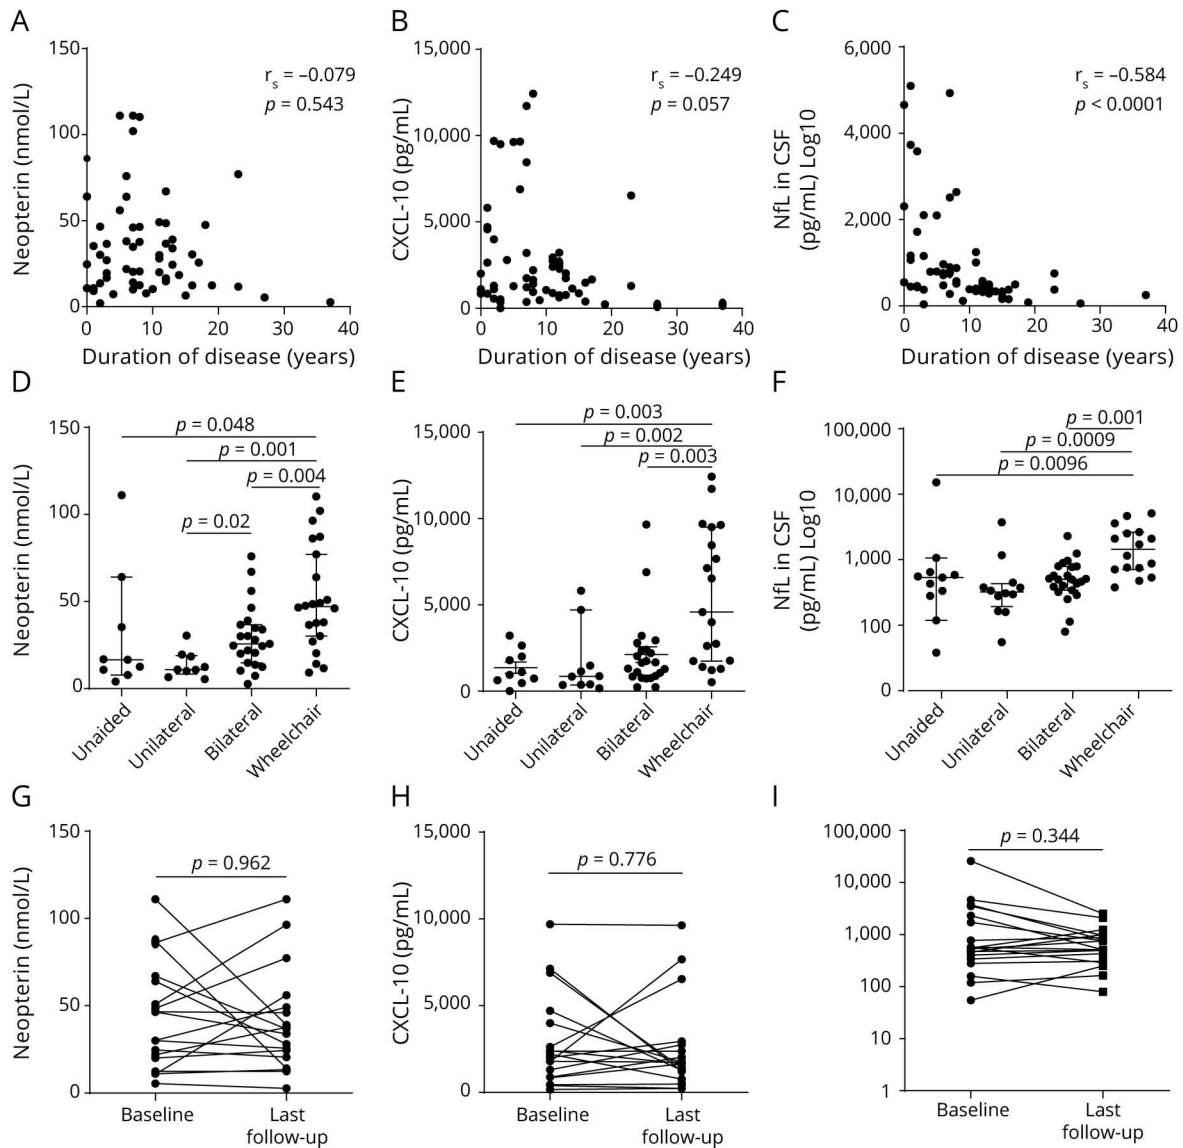 A
B
C
Neopterin (nmol/L)
150
100
50
0
0 10 20 30 40
Duration of disease (years)
rs = –0.079
p = 0.543
CXCL-10 (pg/mL)
15,000
10,000
5,000
0
0 10 20 30 40
Duration of disease (years)
rs = –0.249
p = 0.057
NfL in CSF
(pg/mL) Log10
6,000
4,000
2,000
0
0 10 20 30 40
Duration of disease (years)
rs = –0.584
p < 0.0001
D
E
F
Neopterin (nmol/L)
150
100
50
0
p = 0.048
p = 0.001
p = 0.004
p = 0.02
Unaided
Unilateral
Bilateral
Wheelchair
CXCL-10 (pg/mL)
15,000
10,000
5,000
0
p = 0.003
p = 0.002
p = 0.003
Unaided
Unilateral
Bilateral
Wheelchair
NfL in CSF
(pg/mL) Log10
100,000
10,000
1,000
100
0
p = 0.001
p = 0.0009
p = 0.0096
Unaided
Unilateral
Bilateral
Wheelchair
G
H
I
Neopterin (nmol/L)
150
100
50
0
p = 0.962
Baseline
Last
follow-up
CXCL-10 (pg/mL)
15,000
10,000
5,000
0
p = 0.776
Baseline
Last
follow-up
100,000
10,000
1,000
100
10
1
p = 0.344
Baseline
Last
follow-up